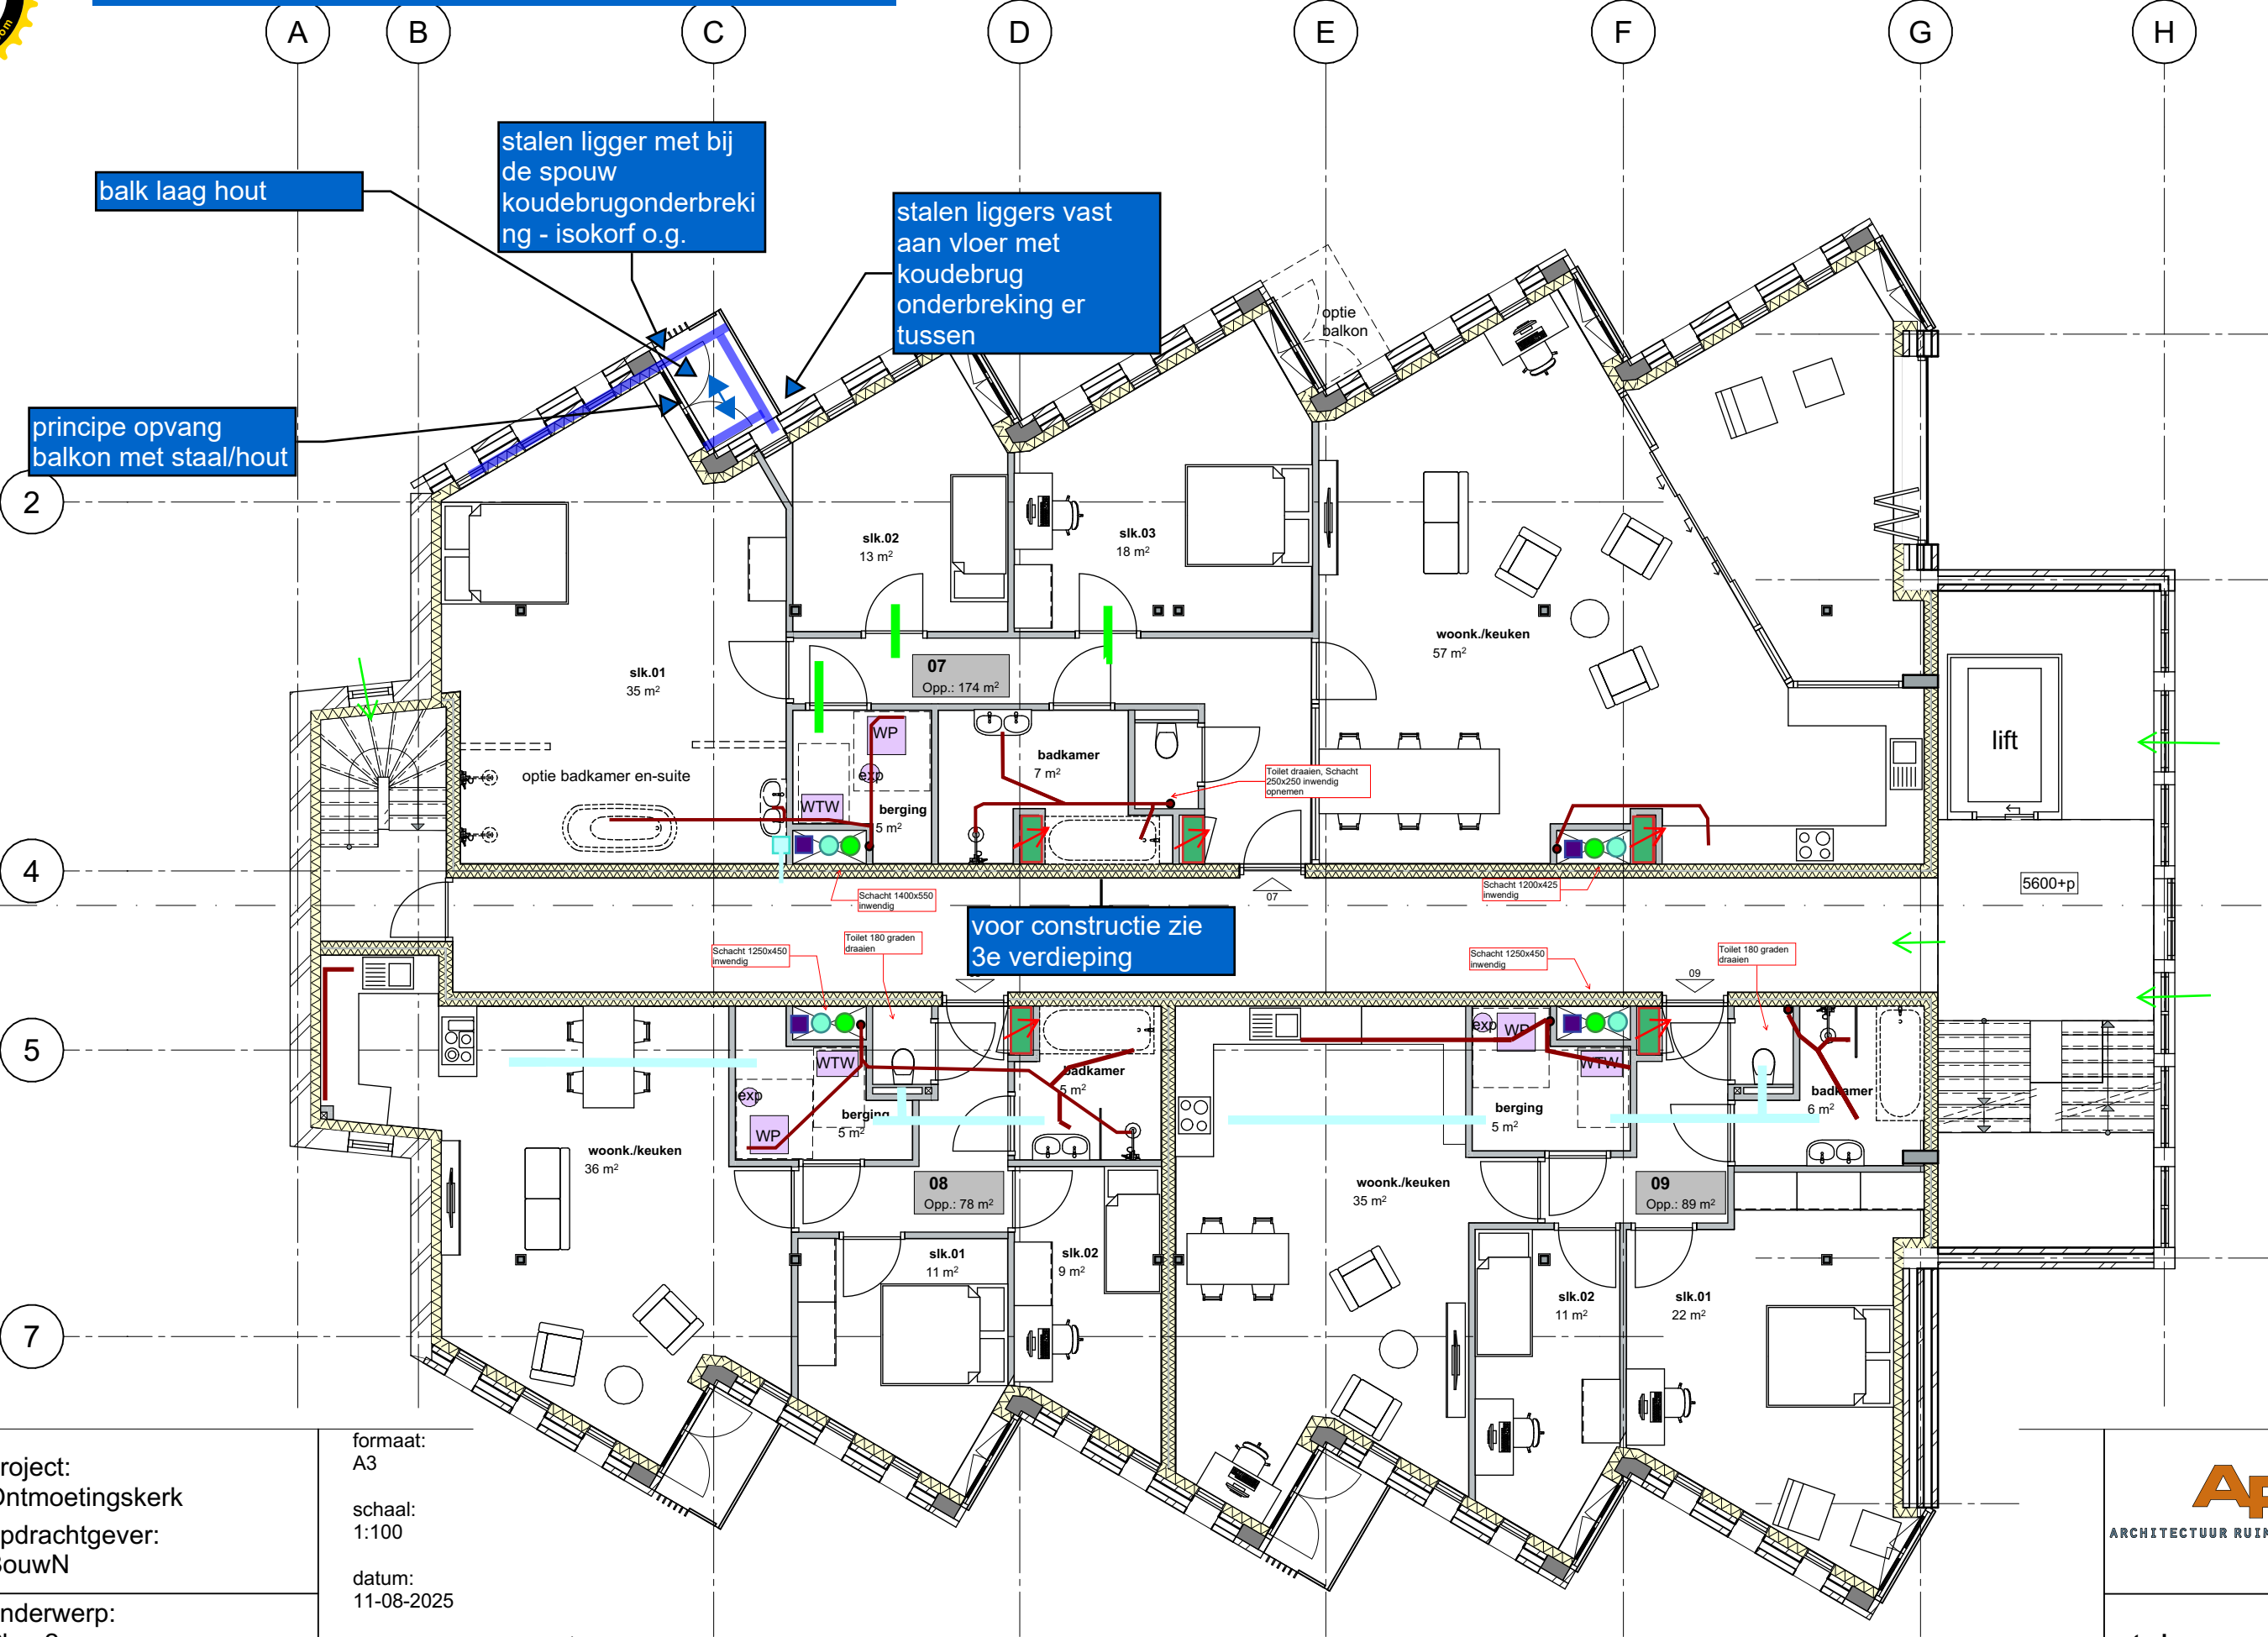 om
A
B
C
D
E
F
G
H
stalen ligger met bij
de spouw
koudebrugonderbreki
ng - isokorf o.g.
balk laag hout
stalen liggers vast
aan vloer met
koudebrug
onderbreking er
tussen
optie
balkon
principe opvang
balkon met staal/hout
2
slk.02
13 m²
slk.03
18 m²
woonk./keuken
57 m²
slk.01
35 m²
07
Opp.: 174 m²
WP
exp
WTW
berging
5 m²
badkamer
7 m²
optie badkamer en-suite
Toilet draaien, Schacht
250x250 inwendig
opnemen
lift
4
Schacht 1400x550
inwendig
07
Schacht 1200x425
inwendig
5600+p
voor constructie zie
3e verdieping
Schacht 1250x450
inwendig
Toilet 180 graden
draaien
Schacht 1250x450
inwendig
09
Toilet 180 graden
draaien
5
WTW
exp
WP
berging
5 m²
badkamer
5 m²
exp
WP
WTW
berging
5 m²
badkamer
6 m²
woonk./keuken
36 m²
08
Opp.: 78 m²
woonk./keuken
35 m²
09
Opp.: 89 m²
slk.01
11 m²
slk.02
9 m²
slk.02
11 m²
slk.01
22 m²
7
roject:
Ontmoetingskerk
pdrachtgever:
BouwN
nderwerp:
formaat:
A3
schaal:
1:100
datum:
11-08-2025
Ap
ARCHITECTUUR RUIM